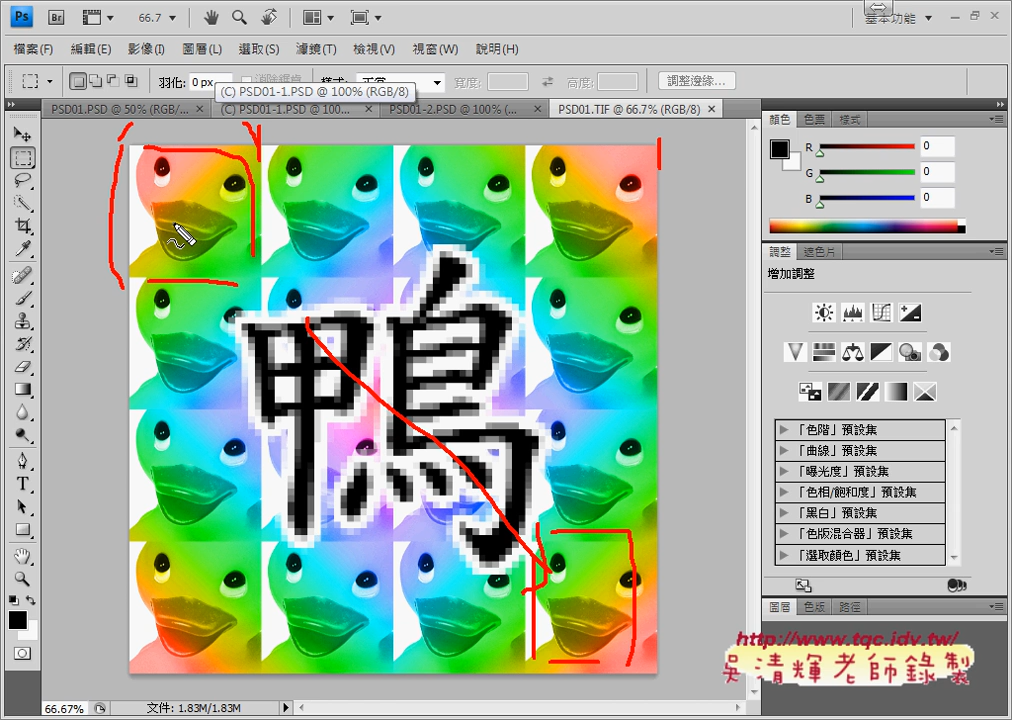 Ps Br 66.7 基本功能
檔案(F) 編輯(E) 影像(I) 圖層(L) 選取(S) 濾鏡(T) 檢視(V) 視窗(W) 說明(H)
羽化: 0 px 消除鋸齒 樣式: 正常 寬度: 高度: 調整邊緣...
(C) PSD01-1.PSD @ 100% (RGB/8)
PSD01.PSD @ 50% (RGB/... × (C) PSD01-1.PSD @ 100... × PSD01-2.PSD @ 100% (... × PSD01.TIF @ 66.7% (RGB/8) ×
顏色 色票 樣式
R 0
G 0
B 0
調整 遮色片
增加調整
「色階」預設集
「曲線」預設集
「曝光度」預設集
「色相/飽和度」預設集
「黑白」預設集
「色版混合器」預設集
「選取顏色」預設集
圖層 色版 路徑
鴨
T
http://www.tqc.idv.tw/
吳清輝老師錄製
66.67% 文件: 1.83M/1.83M